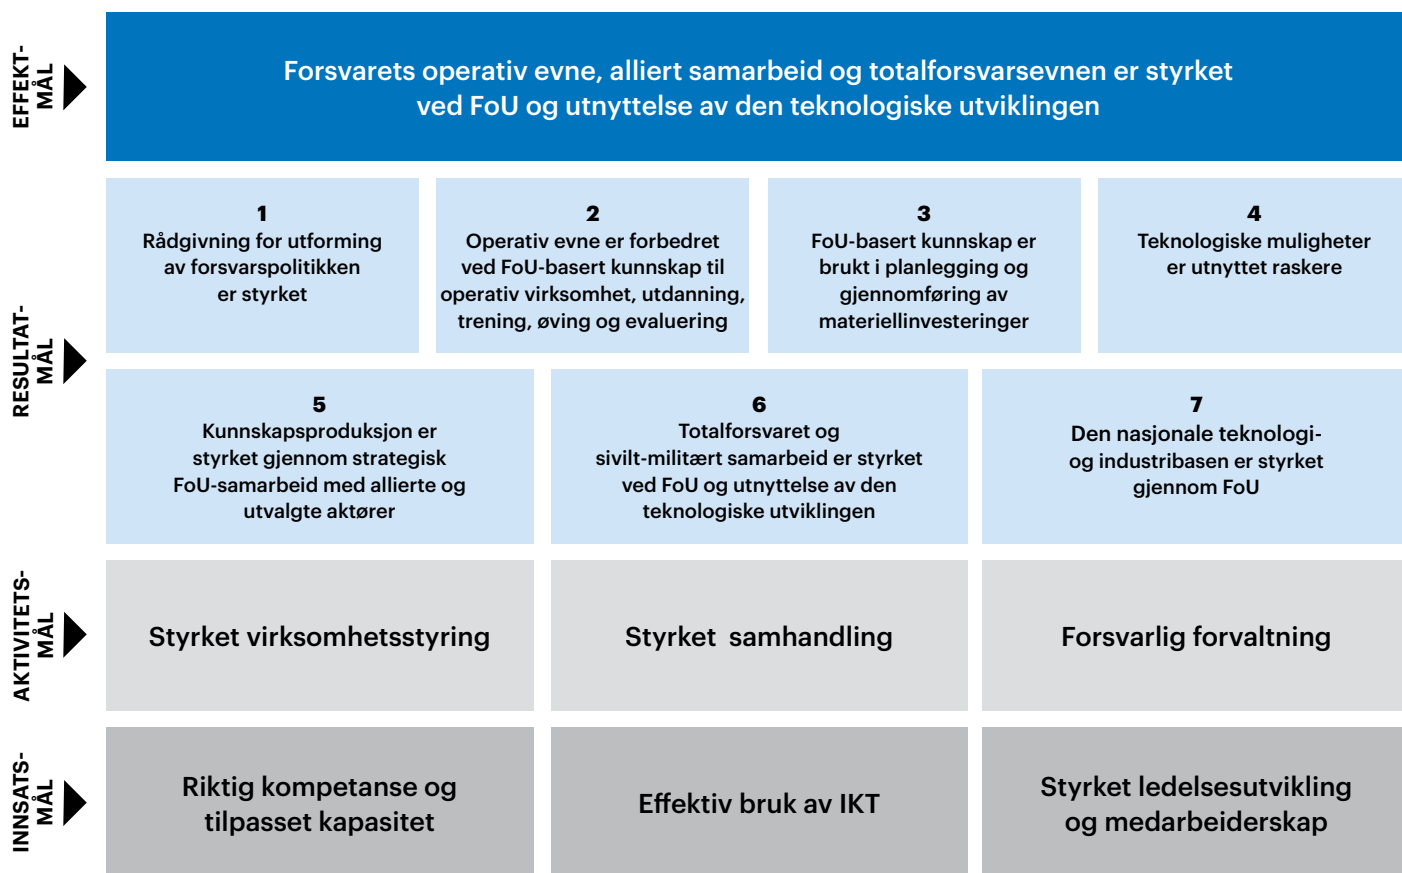 EFFEKT-
MÅL
Forsvarets operativ evne, alliert samarbeid og totalforsvarsevnen er styrket
ved FoU og utnyttelse av den teknologiske utviklingen
RESULTAT-
MÅL
1
Rådgivning for utforming
av forsvarspolitikken
er styrket
2
Operativ evne er forbedret
ved FoU-basert kunnskap til
operativ virksomhet, utdanning,
trening, øving og evaluering
3
FoU-basert kunnskap er
brukt i planlegging og
gjennomføring av
materiellinvesteringer
4
Teknologiske muligheter
er utnyttet raskere
5
Kunnskapsproduksjon er
styrket gjennom strategisk
FoU-samarbeid med allierte og
utvalgte aktører
6
Totalforsvaret og
sivilt-militært samarbeid er styrket
ved FoU og utnyttelse av den
teknologiske utviklingen
7
Den nasjonale teknologi-
og industribasen er styrket
gjennom FoU
AKTIVITETS-
MÅL
Styrket virksomhetsstyring
Styrket samhandling
Forsvarlig forvaltning
INNSATS-
MÅL
Riktig kompetanse og
tilpasset kapasitet
Effektiv bruk av IKT
Styrket ledelsesutvikling
og medarbeiderskap